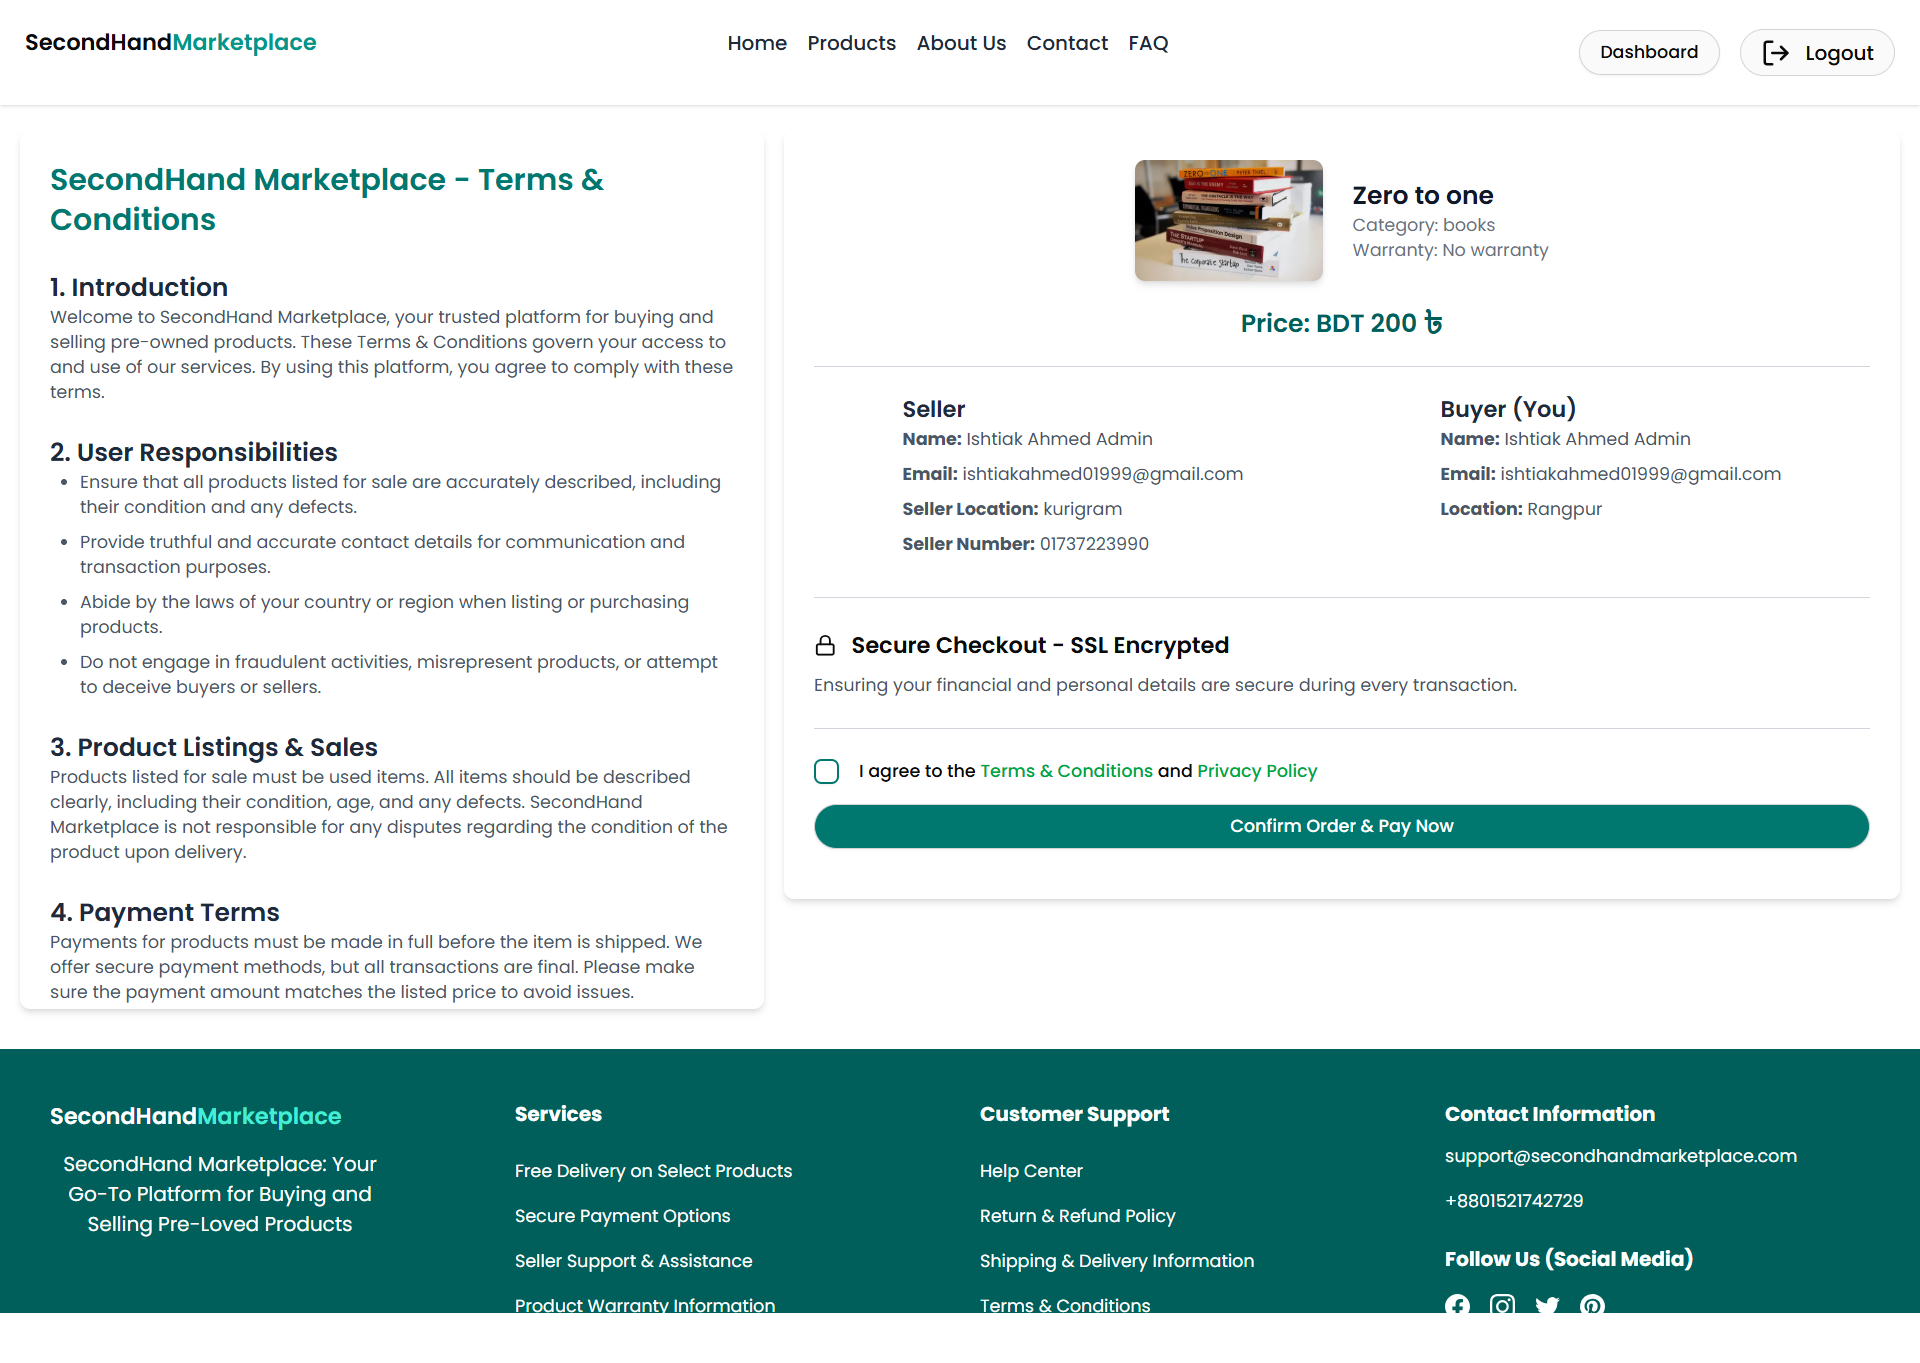 SecondHandMarketplace
Home Products About Us Contact FAQ
Dashboard
Logout
SecondHand Marketplace - Terms &
Conditions
1. Introduction
Welcome to SecondHand Marketplace, your trusted platform for buying and
selling pre-owned products. These Terms & Conditions govern your access to
and use of our services. By using this platform, you agree to comply with these
terms.
2. User Responsibilities
• Ensure that all products listed for sale are accurately described, including
their condition and any defects.
• Provide truthful and accurate contact details for communication and
transaction purposes.
• Abide by the laws of your country or region when listing or purchasing
products.
• Do not engage in fraudulent activities, misrepresent products, or attempt
to deceive buyers or sellers.
3. Product Listings & Sales
Products listed for sale must be used items. All items should be described
clearly, including their condition, age, and any defects. SecondHand
Marketplace is not responsible for any disputes regarding the condition of the
product upon delivery.
4. Payment Terms
Payments for products must be made in full before the item is shipped. We
offer secure payment methods, but all transactions are final. Please make
sure the payment amount matches the listed price to avoid issues.
ZERO to ONE PETER THIEL
Value Proposition Design
THE STARTUP
The corporate startup
Zero to one
Category: books
Warranty: No warranty
Price: BDT 200 ৳
Seller
Name: Ishtiak Ahmed Admin
Email: ishtiakahmed01999@gmail.com
Seller Location: kurigram
Seller Number: 01737223990
Buyer (You)
Name: Ishtiak Ahmed Admin
Email: ishtiakahmed01999@gmail.com
Location: Rangpur
Secure Checkout - SSL Encrypted
Ensuring your financial and personal details are secure during every transaction.
I agree to the Terms & Conditions and Privacy Policy
Confirm Order & Pay Now
SecondHandMarketplace
SecondHand Marketplace: Your
Go-To Platform for Buying and
Selling Pre-Loved Products
Services
Free Delivery on Select Products
Secure Payment Options
Seller Support & Assistance
Product Warranty Information
Customer Support
Help Center
Return & Refund Policy
Shipping & Delivery Information
Terms & Conditions
Contact Information
support@secondhandmarketplace.com
+8801521742729
Follow Us (Social Media)